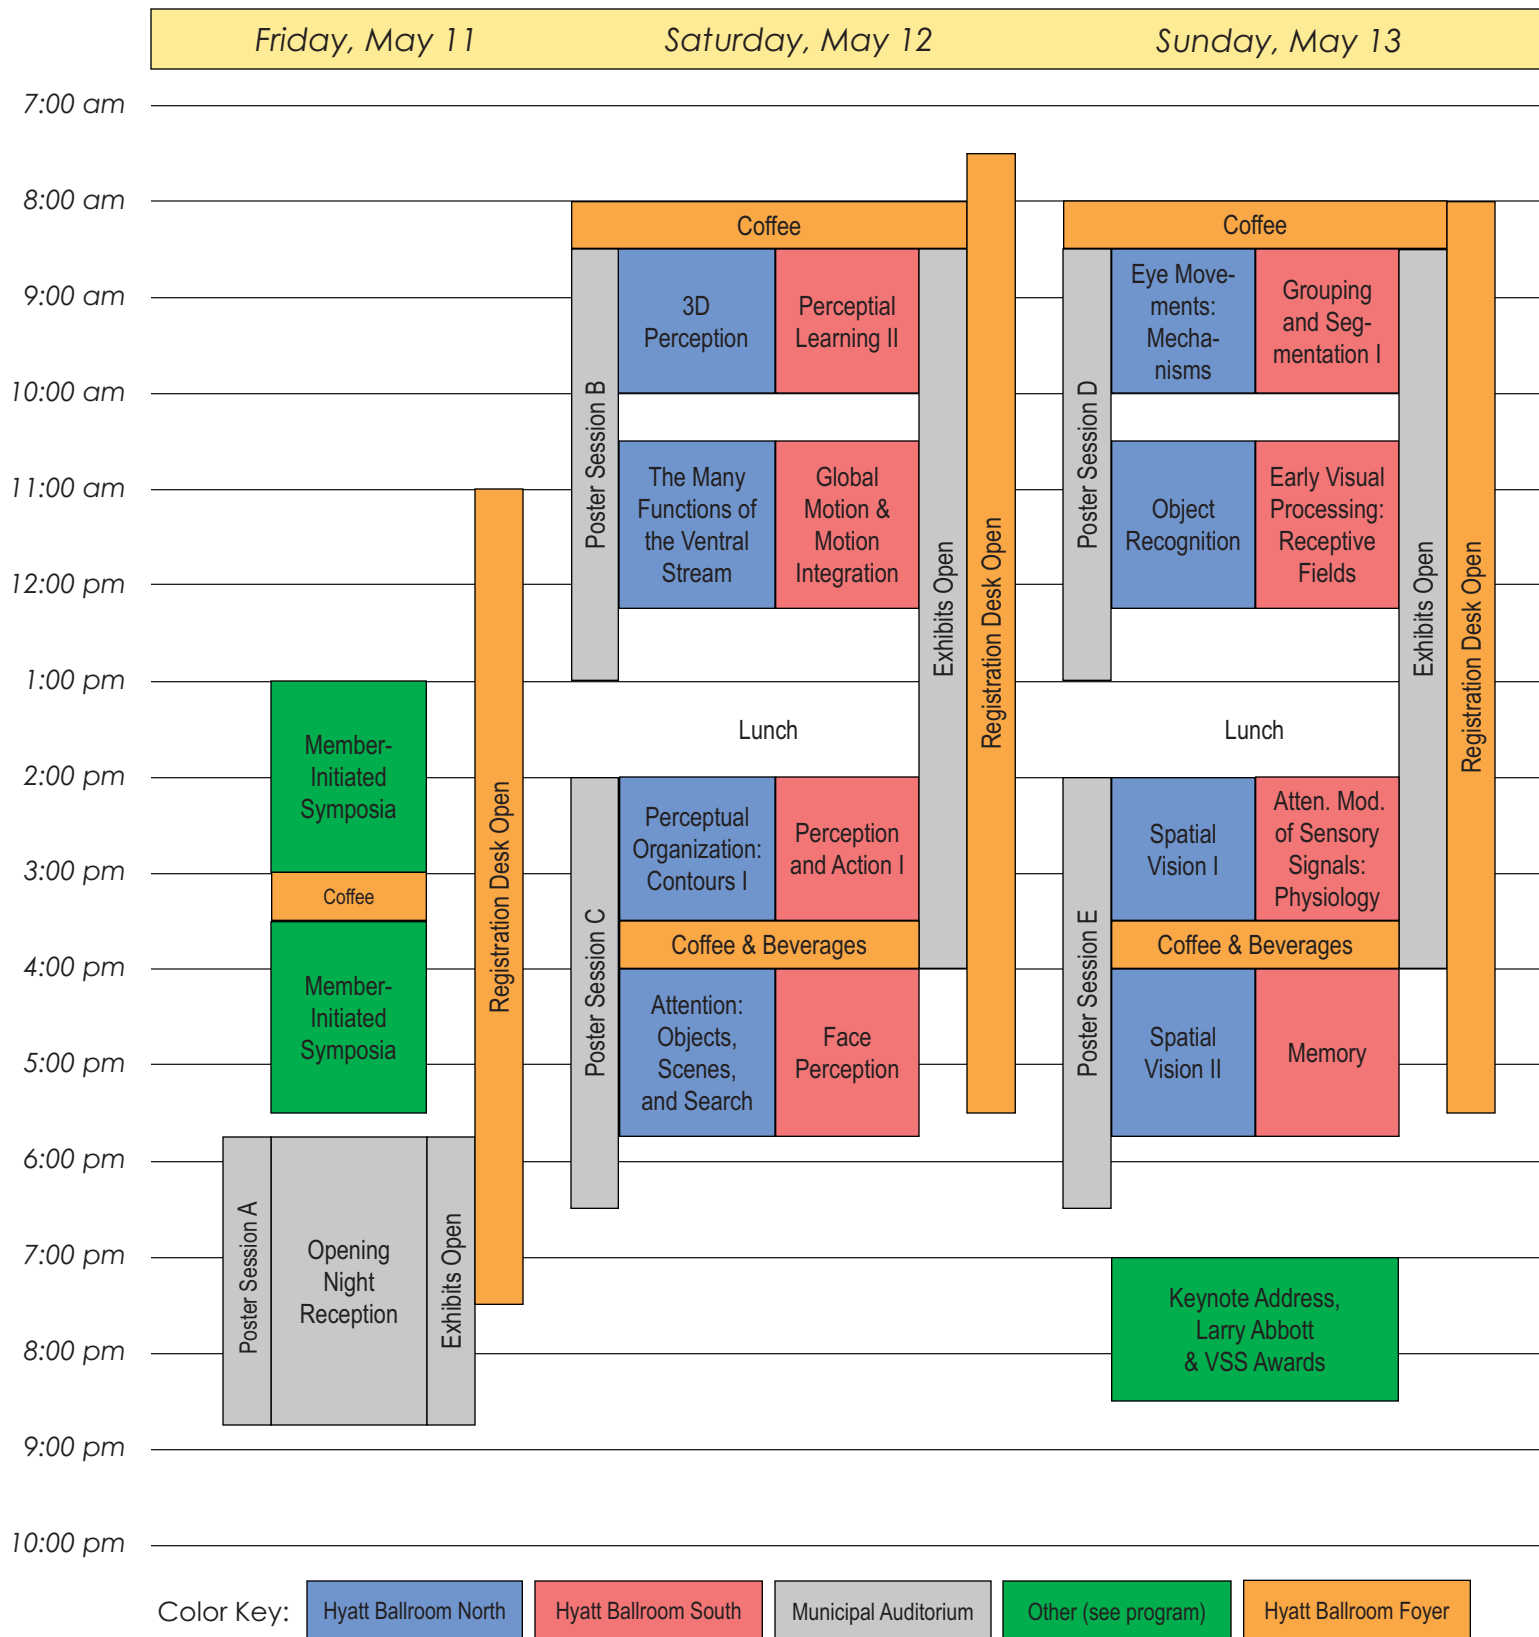 Friday, May 11
Saturday, May 12
Sunday, May 13
7:00 am
8:00 am
9:00 am
10:00 am
11:00 am
12:00 pm
1:00 pm
2:00 pm
3:00 pm
4:00 pm
5:00 pm
6:00 pm
7:00 pm
8:00 pm
9:00 pm
10:00 pm
Member-
Initiated
Symposia
Coffee
Member-
Initiated
Symposia
Poster Session A
Opening
Night
Reception
Exhibits Open
Registration Desk Open
Coffee
Poster Session B
3D
Perception
Perceptial
Learning II
The Many
Functions of
the Ventral
Stream
Global
Motion &
Motion
Integration
Exhibits Open
Registration Desk Open
Lunch
Poster Session C
Perceptual
Organization:
Contours I
Perception
and Action I
Coffee & Beverages
Attention:
Objects,
Scenes,
and Search
Face
Perception
Coffee
Poster Session D
Eye Move-
ments:
Mecha-
nisms
Grouping
and Seg-
mentation I
Object
Recognition
Early Visual
Processing:
Receptive
Fields
Exhibits Open
Registration Desk Open
Lunch
Poster Session E
Spatial
Vision I
Atten. Mod.
of Sensory
Signals:
Physiology
Coffee & Beverages
Spatial
Vision II
Memory
Keynote Address,
Larry Abbott
& VSS Awards
Color Key:
Hyatt Ballroom North
Hyatt Ballroom South
Municipal Auditorium
Other (see program)
Hyatt Ballroom Foyer